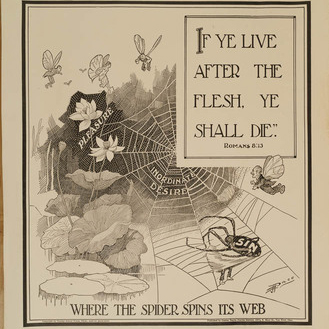 IF YE LIVE
AFTER THE
FLESH, YE
SHALL DIE."
ROMANS 8:13
PLEASURE
INORDINATE
DESIRE
SIN
WHERE THE SPIDER SPINS ITS WEB